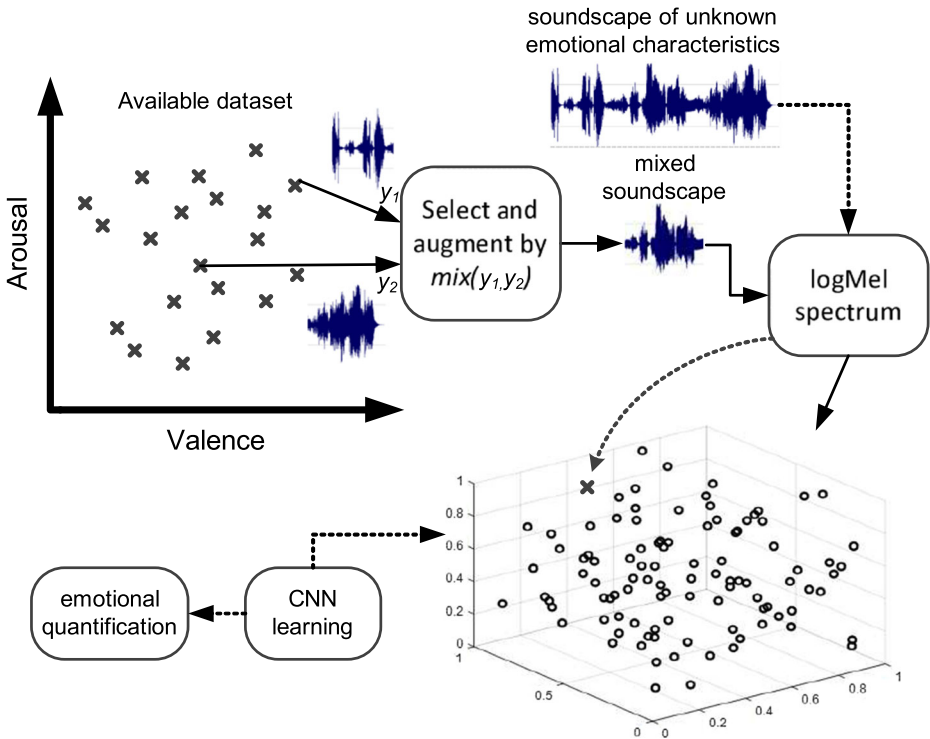 soundscape of unknown
emotional characteristics
Available dataset
Arousal
Valence
y1
y2
Select and
augment by
mix(y1,y2)
mixed
soundscape
logMel
spectrum
emotional
quantification
CNN
learning
1
0.8
0.6
0.4
0.2
0
1
0.5
0
0
0.2
0.4
0.6
0.8
1